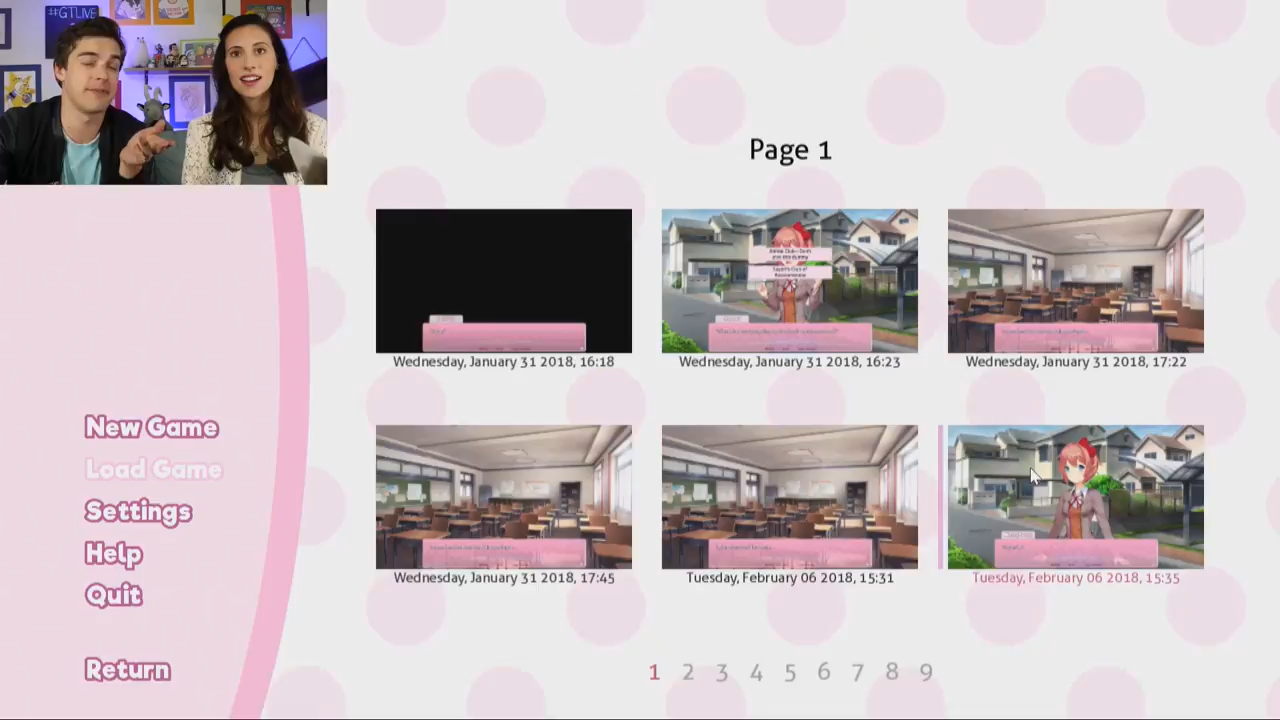 #GTLIVE
Page 1
Wednesday, January 31 2018, 16:18
Wednesday, January 31 2018, 16:23
Wednesday, January 31 2018, 17:22
New Game
Load Game
Settings
Help
Quit
Return
Wednesday, January 31 2018, 17:45
Tuesday, February 06 2018, 15:31
Tuesday, February 06 2018, 15:35
1 2 3 4 5 6 7 8 9